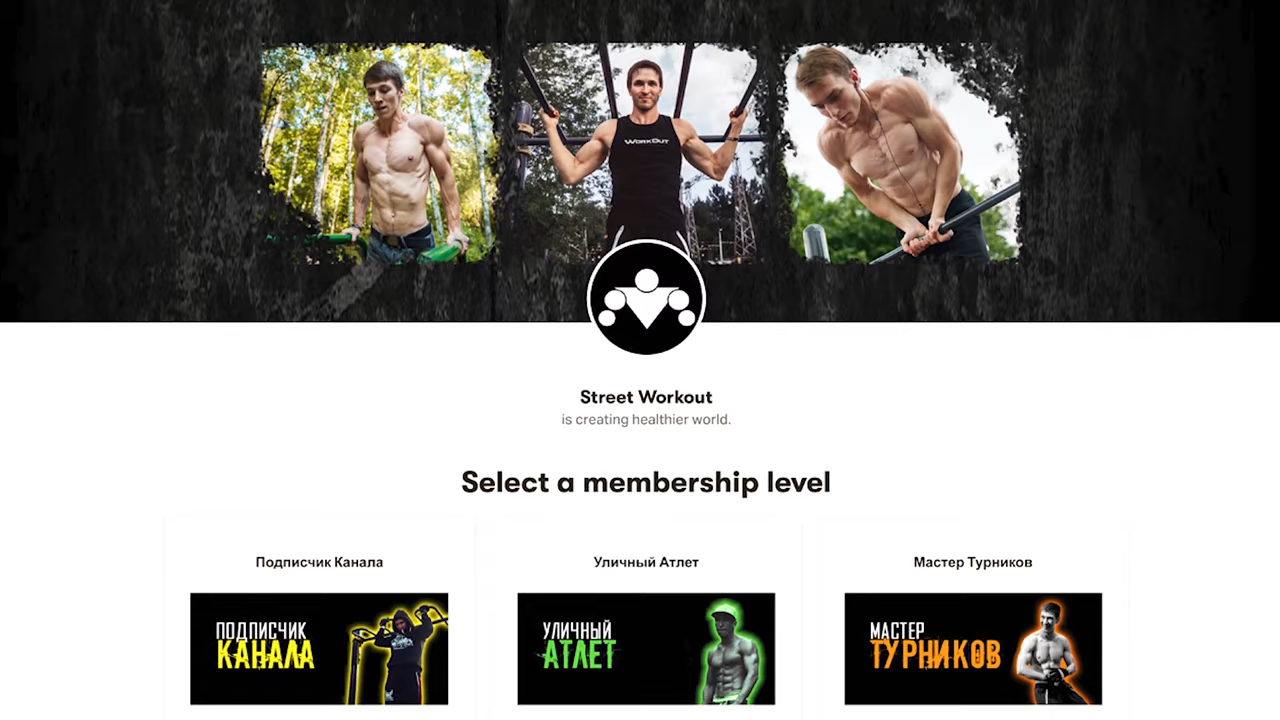 WORKOUT
Street Workout
is creating healthier world.
Select a membership level
Подписчик Канала
Уличный Атлет
Мастер Турников
ПОДПИСЧИК
КАНАЛА
УЛИЧНЫЙ
АТЛЕТ
МАСТЕР
ТУРНИКОВ